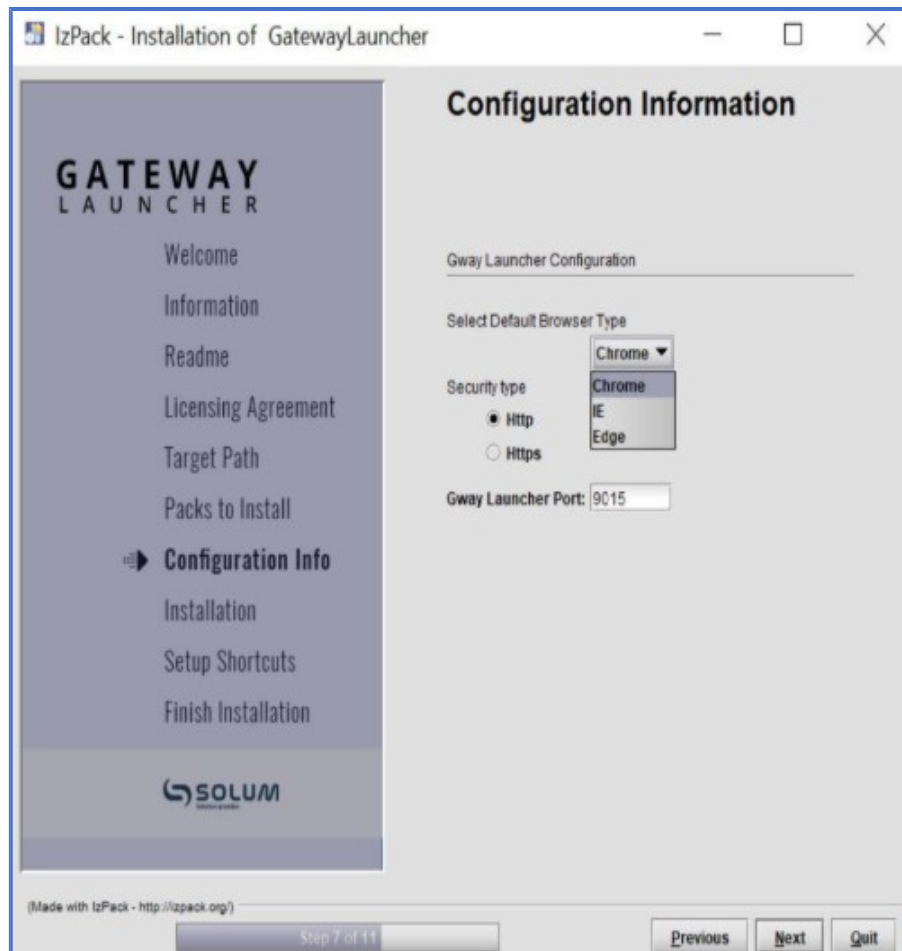 IzPack - Installation of GatewayLauncher
GATEWAY
LAUNCHER
Welcome
Information
Readme
Licensing Agreement
Target Path
Packs to Install
Configuration Info
Installation
Setup Shortcuts
Finish Installation
SOLUM
Configuration Information
Gway Launcher Configuration
Select Default Browser Type
Chrome
Chrome
IE
Edge
Security type
Http
Https
Gway Launcher Port: 9015
(Made with IzPack - http://izpack.org/)
Step 7 of 11
Previous Next Quit